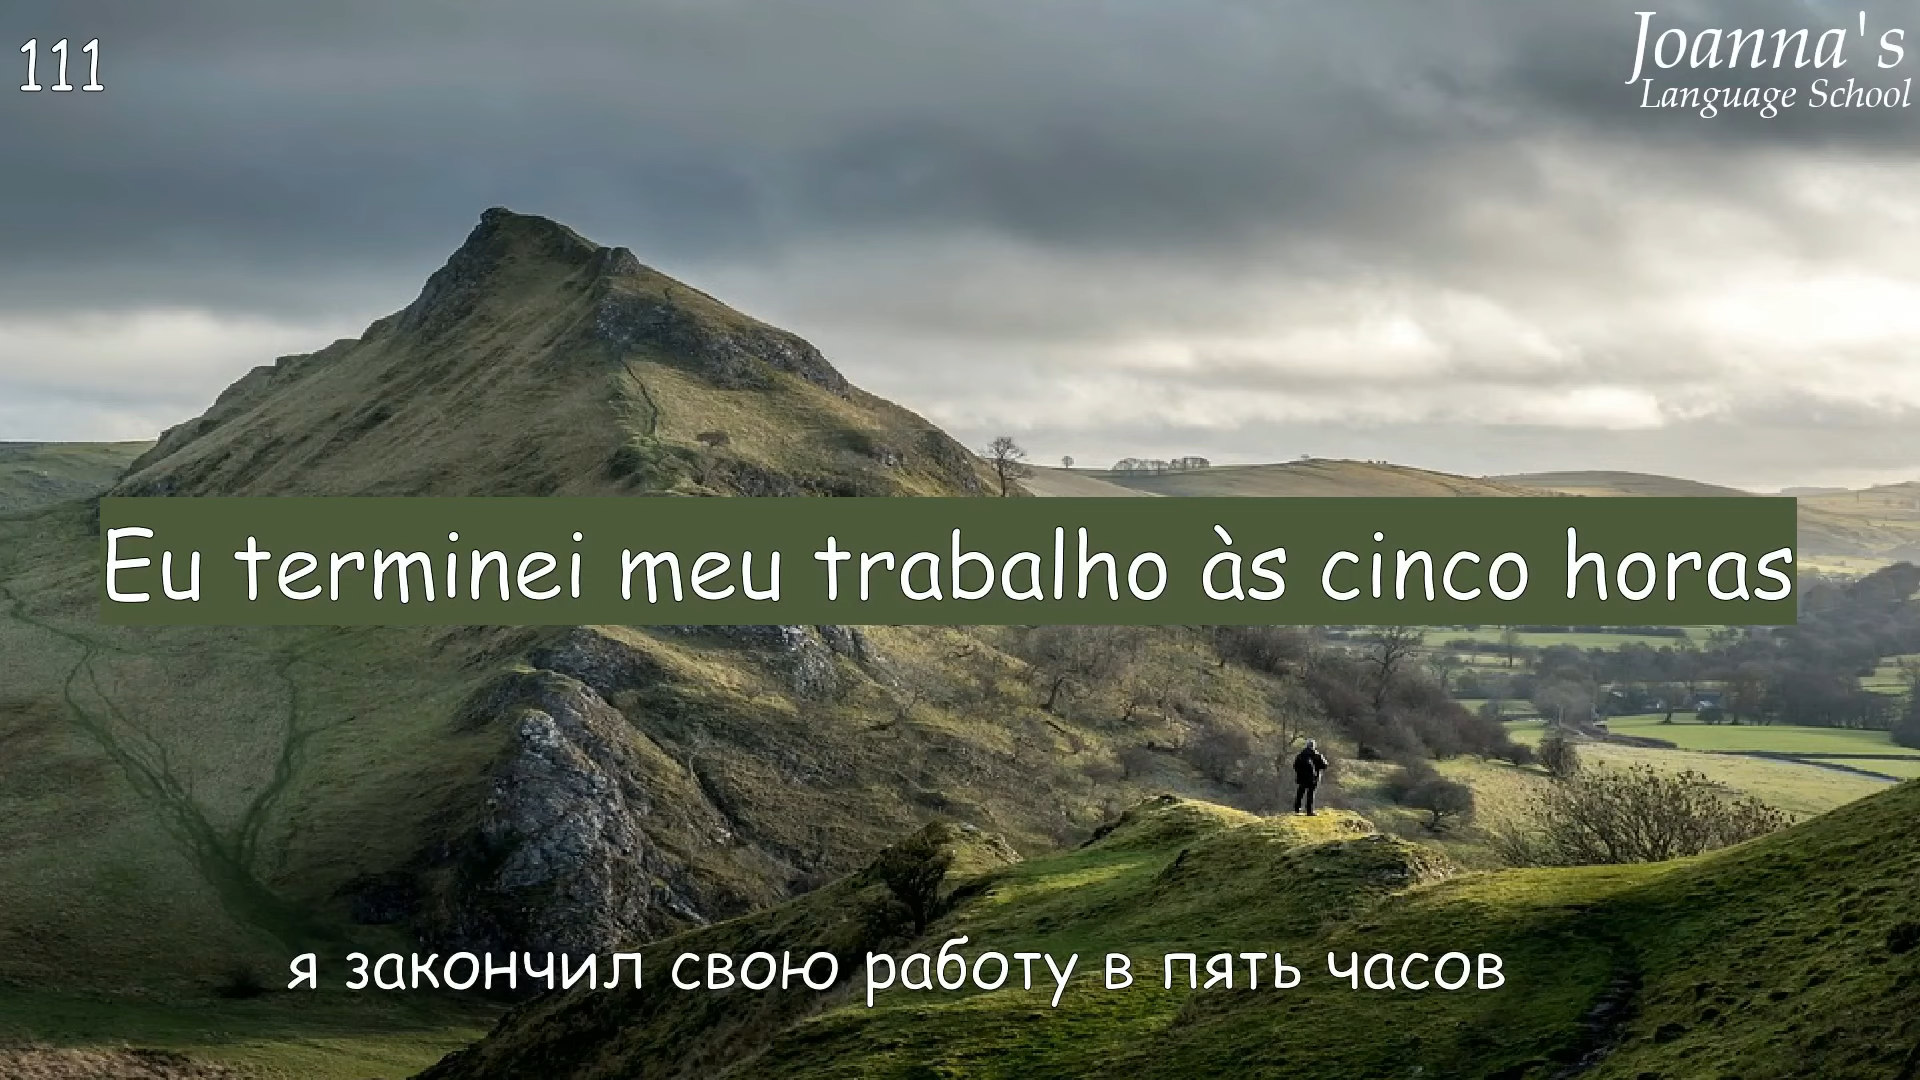 111
Joanna's
Language School
Eu terminei meu trabalho às cinco horas
я закончил свою работу в пять часов